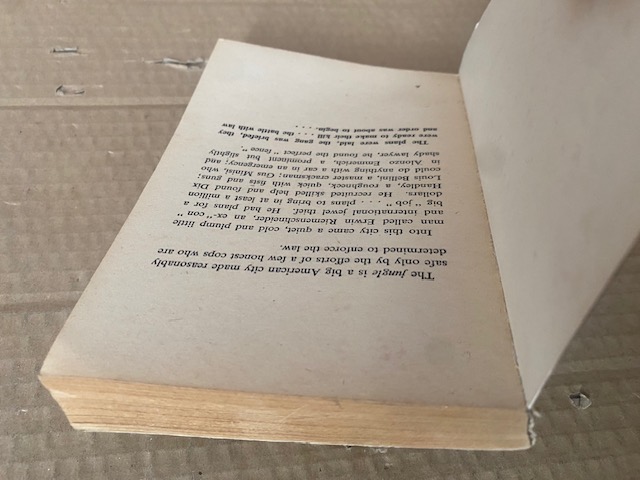 The jungle is a big American city made reasonably
safe only by the efforts of a few honest cops who are
determined to enforce the law.
Into this city came a quiet, cold and plump little
man called Erwin Riemenschneider, an "ex-con"
and international jewel thief. He had plans for a
big "job" . . . plans to bring in at least a million
dollars. He recruited skilled help and found Dix
Handley, a roughneck, quick with fists and guns;
Louis Bellini, a master cracksman; Gus Minisi, who
could do anything with a car in an emergency; and,
in Alonzo Emmerich, a prominent but slightly
shady lawyer, he found the perfect "fence".
The plans were laid, the gang was briefed, they
were ready to make their kill . . . the battle with law
and order was about to begin. . . .